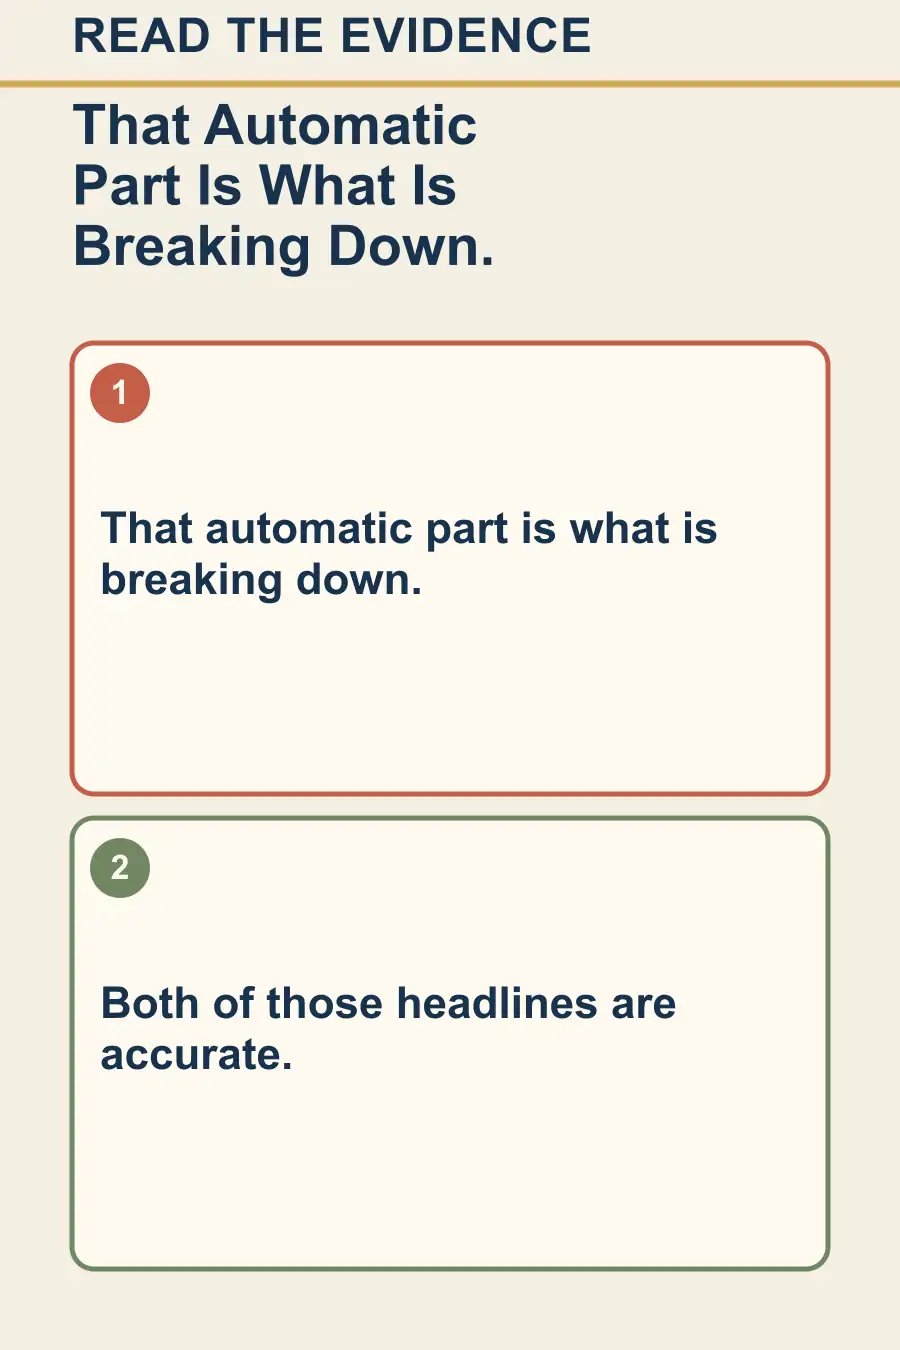 READ THE EVIDENCE
That Automatic
Part Is What Is
Breaking Down.
1
That automatic part is what is
breaking down.
2
Both of those headlines are
accurate.